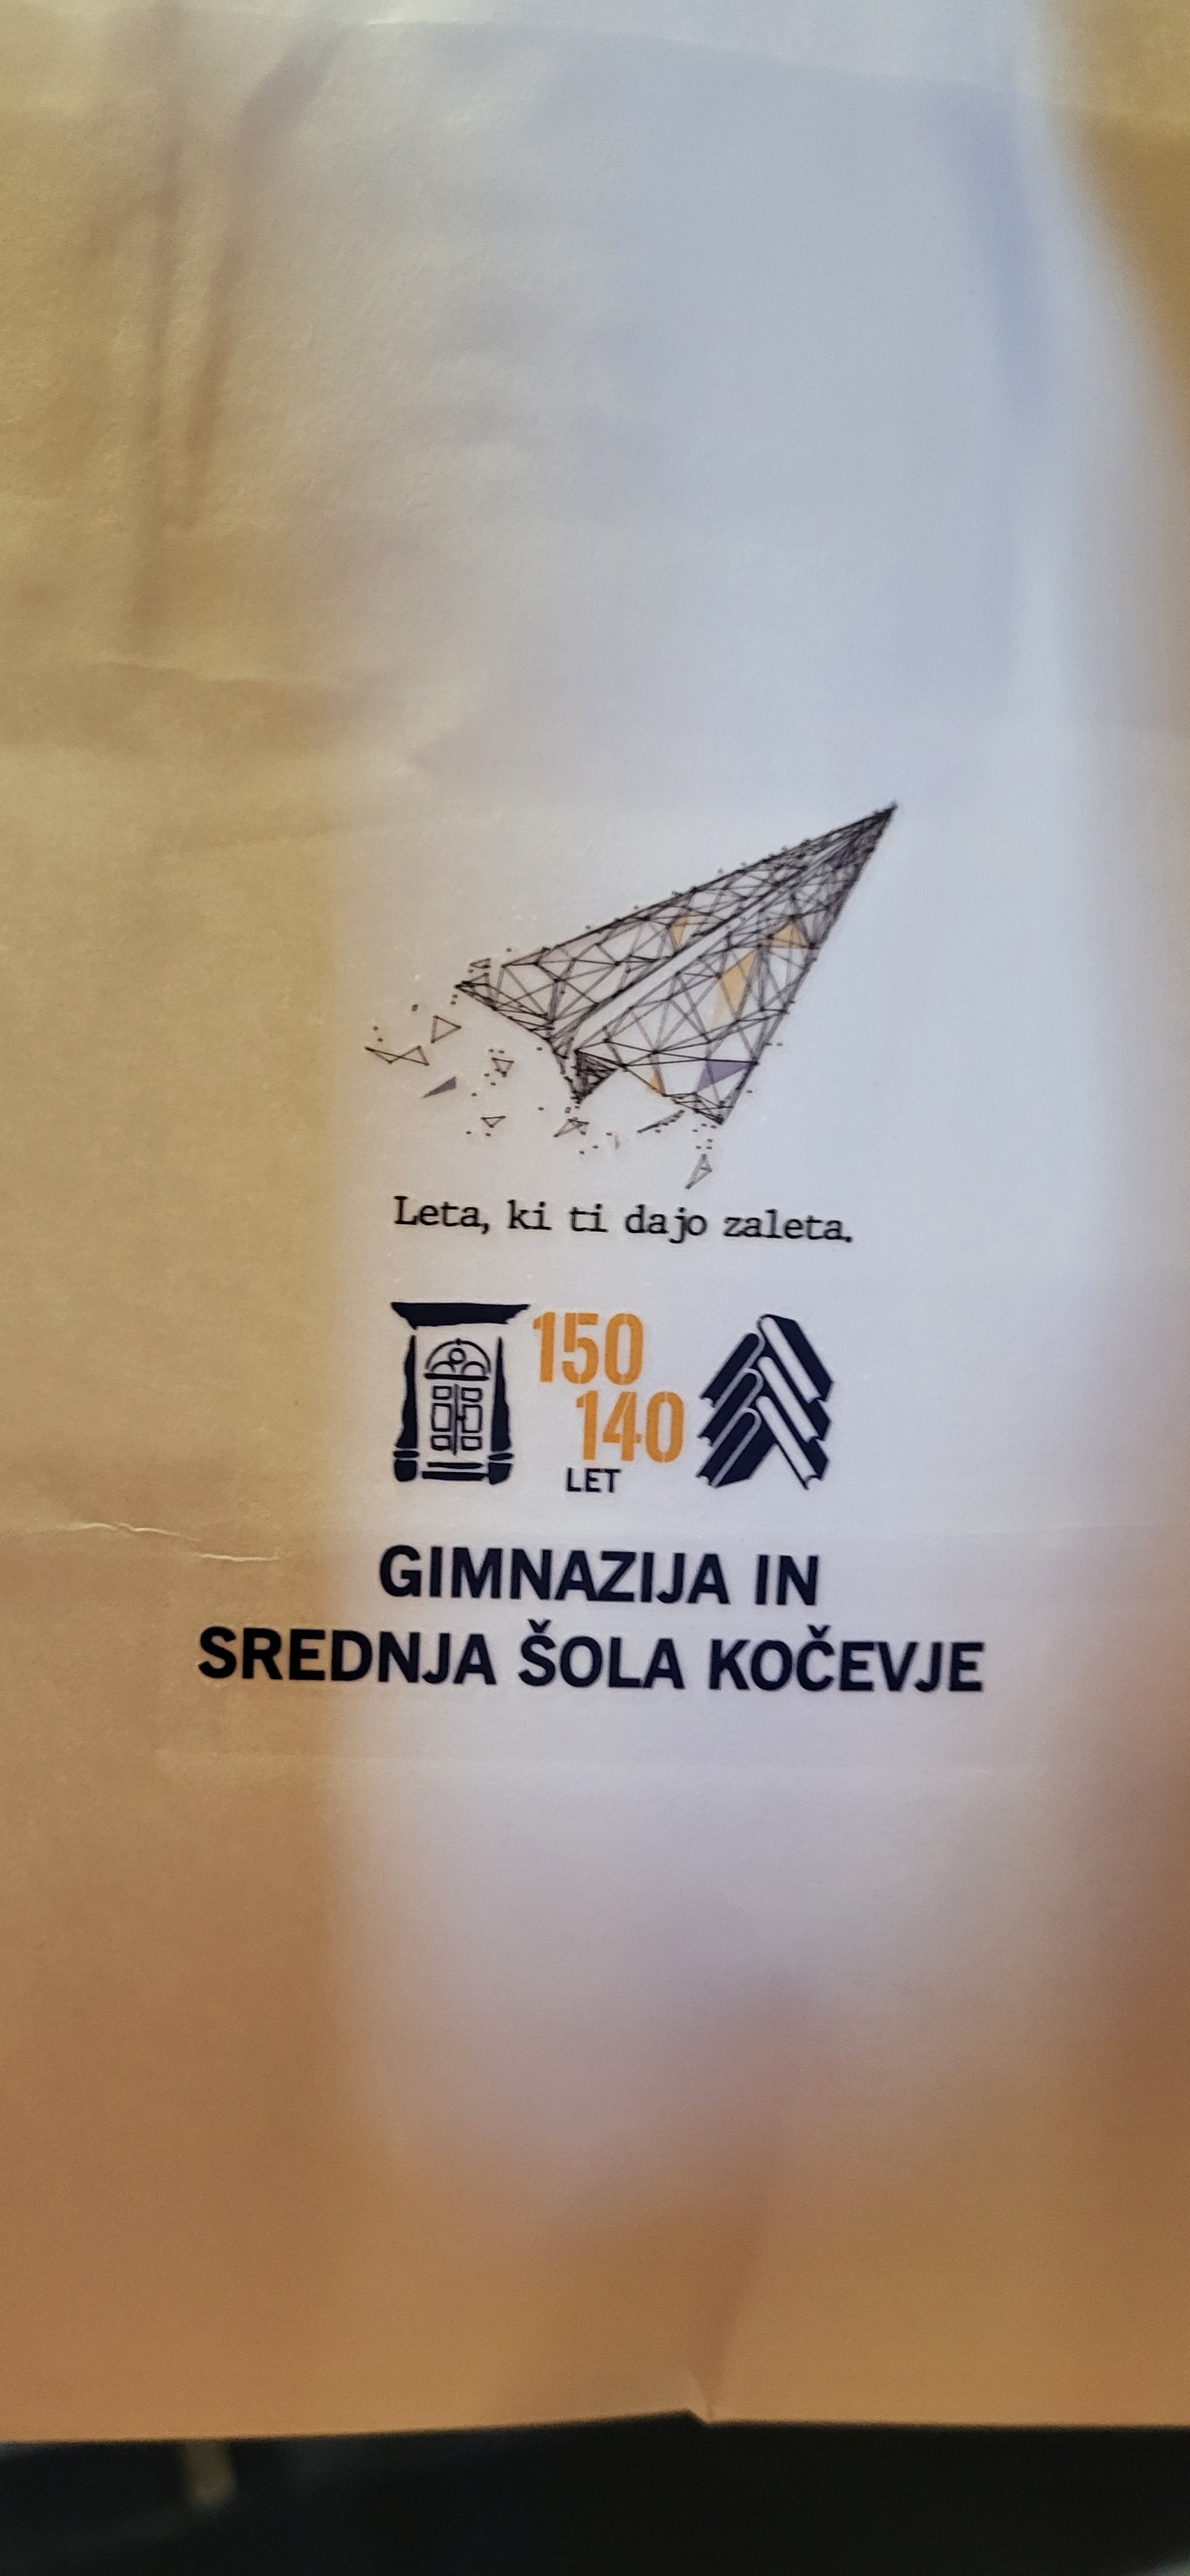 Leta, ki ti dajo zaleta.
150
140
LET
GIMNAZIJA IN
SREDNJA ŠOLA KOČEVJE